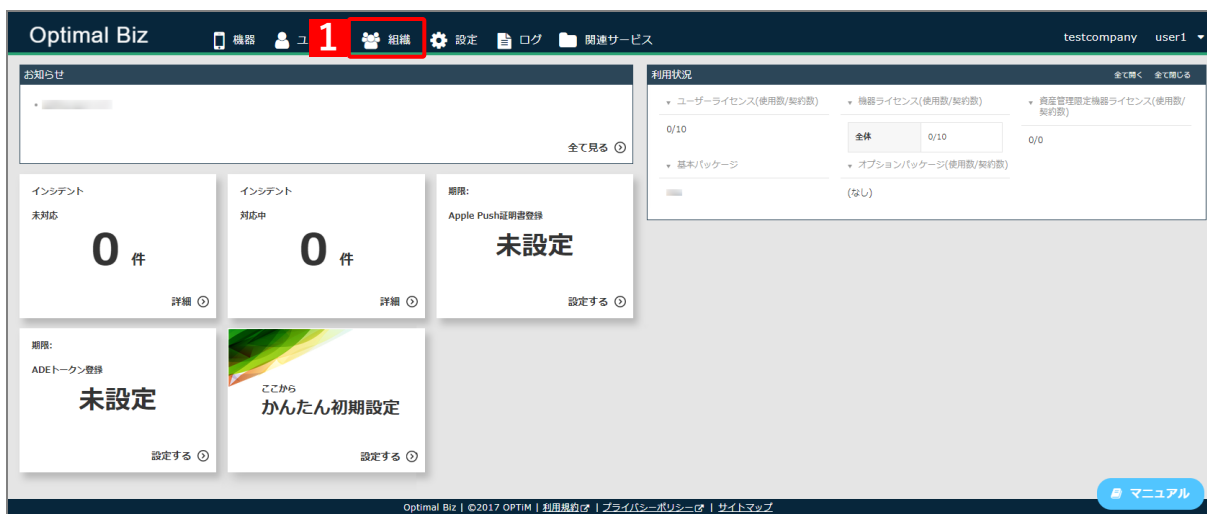 Optimal Biz 機器 ユ 1 組織 設定 ログ 関連サービス testcompany user1
お知らせ
全て見る
利用状況 全て開く 全て閉じる
ユーザーライセンス(使用数/契約数)
0/10
機器ライセンス(使用数/契約数)
全体 0/10
資産管理限定機器ライセンス(使用数/
契約数)
0/0
基本パッケージ
オプションパッケージ(使用数/契約数)
(なし)
インシデント
未対応
0 件
詳細
インシデント
対応中
0 件
詳細
期限:
Apple Push証明書登録
未設定
設定する
期限:
ADEトークン登録
未設定
設定する
ここから
かんたん初期設定
設定する
マニュアル
Optimal Biz | ©2017 OPTiM | 利用規約 | プライバシーポリシー | サイトマップ